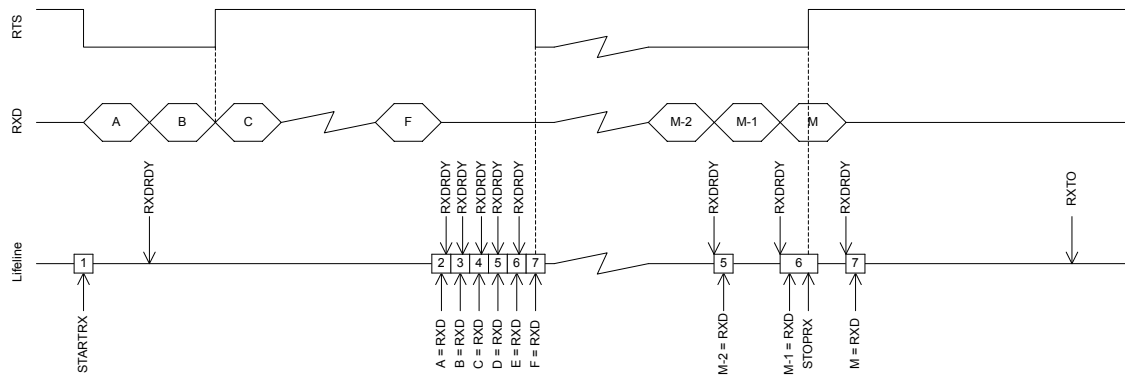 RTS
RXD
A
B
C
F
M-2
M-1
M
RXDRDY
RXDRDY
RXDRDY
RXDRDY
RXDRDY
RXDRDY
RXDRDY
RXDRDY
RXDRDY
RXTO
Lifeline
1
2
3
4
5
6
7
5
6
7
STARTRX
A = RXD
B = RXD
C = RXD
D = RXD
E = RXD
F = RXD
M-2 = RXD
M-1 = RXD
STOPRX
M = RXD